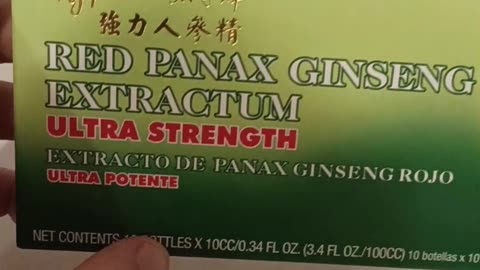 強力人參精
RED PANAX GINSENG
EXTRACTUM
ULTRA STRENGTH
EXTRACTO DE PANAX GINSENG ROJO
ULTRA POTENTE
NET CONTENTS X 10CC/0.34 FL OZ. (3.4 FL OZ./100CC) 10 botellas x 10